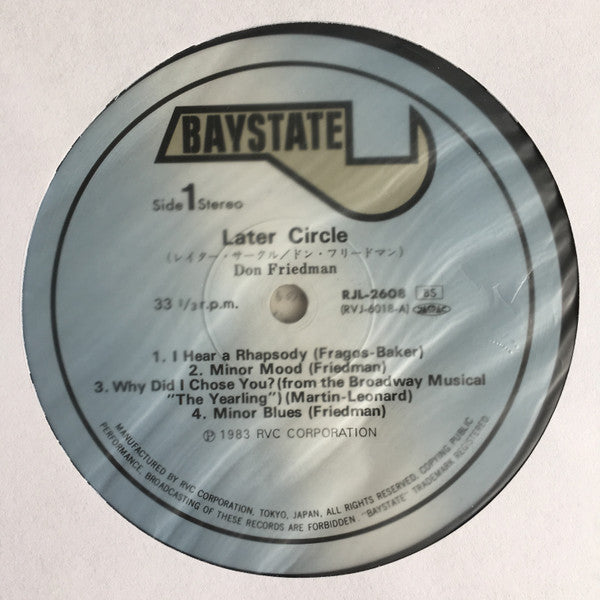 BAYSTATE
Side 1 Stereo
Later Circle
(レイター・サークル/ドン・フリードマン)
Don Friedman
33 1/3 r.p.m.
RJL-2608 BS
(RVJ-6018-A)
1. I Hear a Rhapsody (Fragos-Baker)
2. Minor Mood (Friedman)
3. Why Did I Chose You? (from the Broadway Musical
"The Yearling") (Martin-Leonard)
4. Minor Blues (Friedman)
Ⓟ 1983 RVC CORPORATION
MANUFACTURED BY RVC CORPORATION, TOKYO, JAPAN, ALL RIGHTS RESERVED, COPYING PUBLIC
PERFORMANCE, BROADCASTING OF THESE RECORDS ARE FORBIDDEN. "BAYSTATE" TRADEMARK REGISTERED.